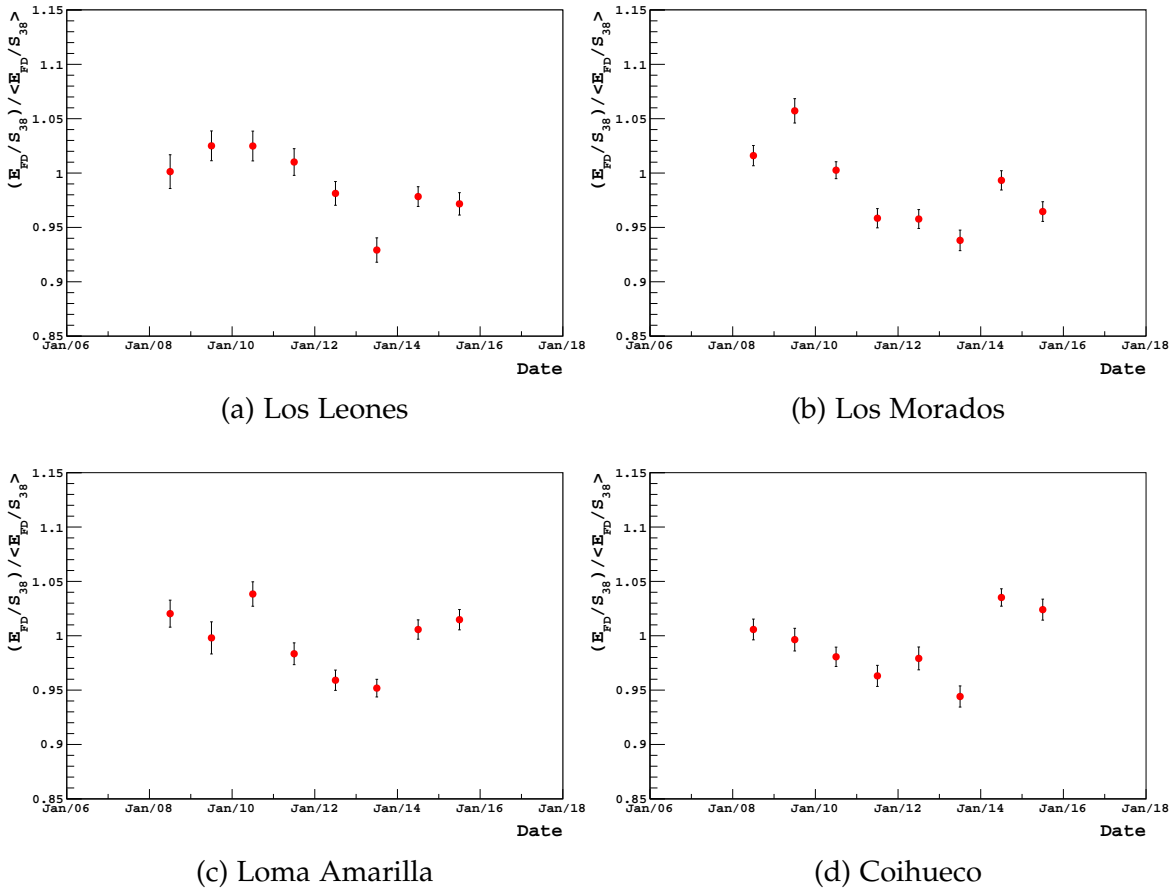 (E_FD/S_38)/<E_FD/S_38>
1.15
1.1
1.05
1
0.95
0.9
0.85
Jan/06 Jan/08 Jan/10 Jan/12 Jan/14 Jan/16 Jan/18
Date
(a) Los Leones
(E_FD/S_38)/<E_FD/S_38>
1.15
1.1
1.05
1
0.95
0.9
0.85
Jan/06 Jan/08 Jan/10 Jan/12 Jan/14 Jan/16 Jan/18
Date
(b) Los Morados
(E_FD/S_38)/<E_FD/S_38>
1.15
1.1
1.05
1
0.95
0.9
0.85
Jan/06 Jan/08 Jan/10 Jan/12 Jan/14 Jan/16 Jan/18
Date
(c) Loma Amarilla
(E_FD/S_38)/<E_FD/S_38>
1.15
1.1
1.05
1
0.95
0.9
0.85
Jan/06 Jan/08 Jan/10 Jan/12 Jan/14 Jan/16 Jan/18
Date
(d) Coihueco